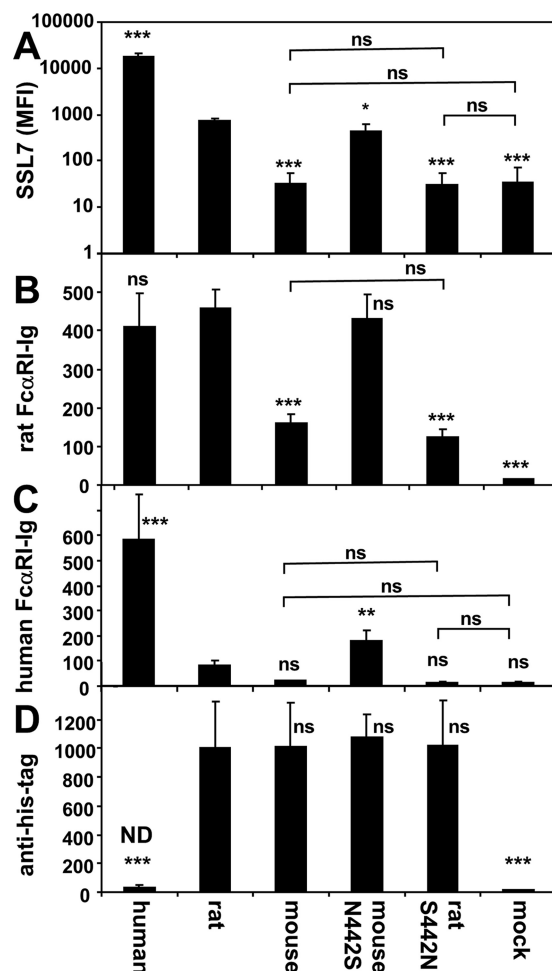 A
SSL7 (MFI)
100000
10000
1000
100
10
1
***
***
*
***
***
ns
ns
ns
B
rat FcαRI-Ig
500
400
300
200
100
0
ns
***
ns
***
***
ns
C
human FcαRI-Ig
600
500
400
300
200
100
0
***
ns
**
ns
ns
ns
ns
ns
D
anti-his-tag
1200
1000
800
600
400
200
0
ND
***
ns
ns
ns
***
human
rat
mouse
mouse
N442S
rat
S442N
mock